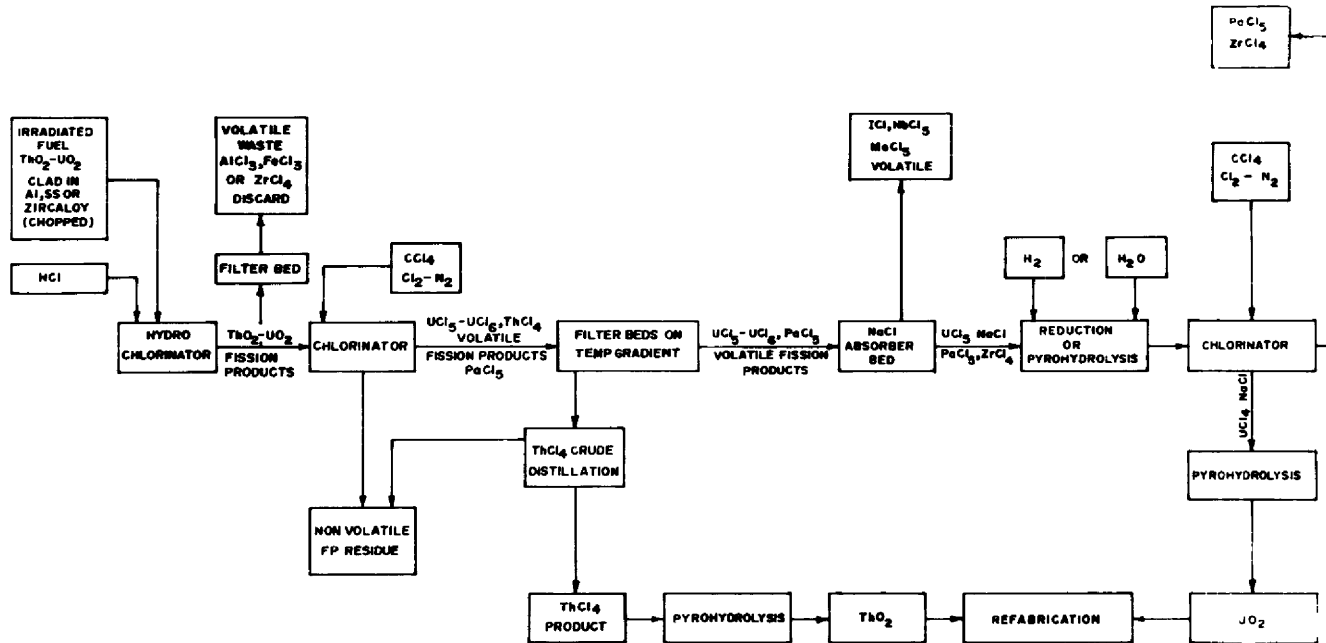 PaCl5
ZrCl4
IRRADIATED
FUEL
ThO2-UO2
CLAD IN
Al,SS OR
ZIRCALOY
(CHOPPED)
VOLATILE
WASTE
AlCl3,FeCl3
OR ZrCl4
DISCARD
ICl,NbCl5
MoCl5
VOLATILE
CCl4
Cl2-N2
HCl
FILTER BED
CCl4
Cl2-N2
H2 OR H2O
HYDRO
CHLORINATOR
ThO2-UO2
FISSION
PRODUCTS
CHLORINATOR
UCl5-UCl6,ThCl4
VOLATILE
FISSION PRODUCTS
PaCl5
FILTER BEDS ON
TEMP GRADIENT
UCl5-UCl6,PaCl5
VOLATILE FISSION
PRODUCTS
NaCl
ABSORBER
BED
UCl5 NaCl
PaCl5,ZrCl4
REDUCTION
OR
PYROHYDROLYSIS
CHLORINATOR
UCl4 NaCl
ThCl4 CRUDE
DISTILLATION
PYROHYDROLYSIS
NON VOLATILE
FP RESIDUE
ThCl4
PRODUCT
PYROHYDROLYSIS
ThO2
REFABRICATION
UO2